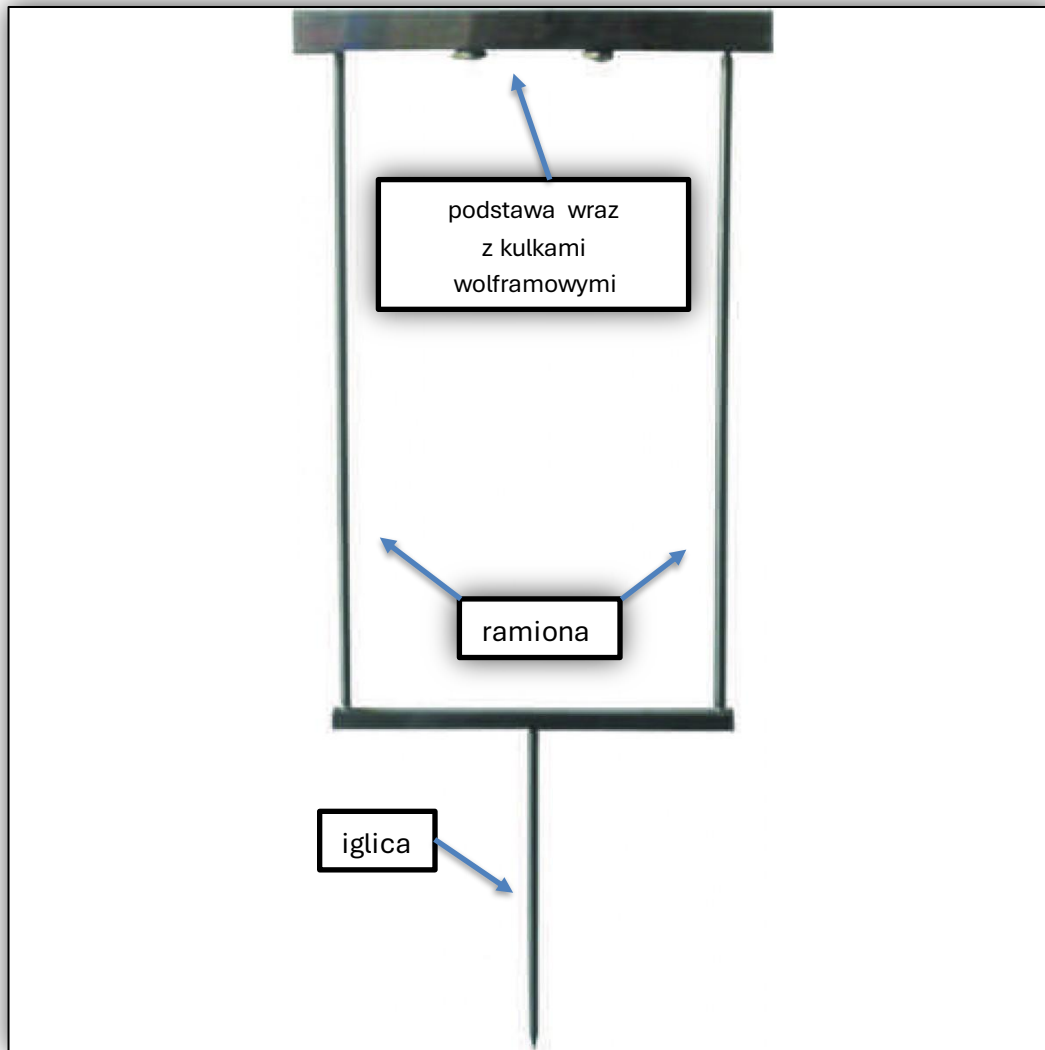 podstawa wraz
z kulkami
wolframowymi
ramiona
iglica